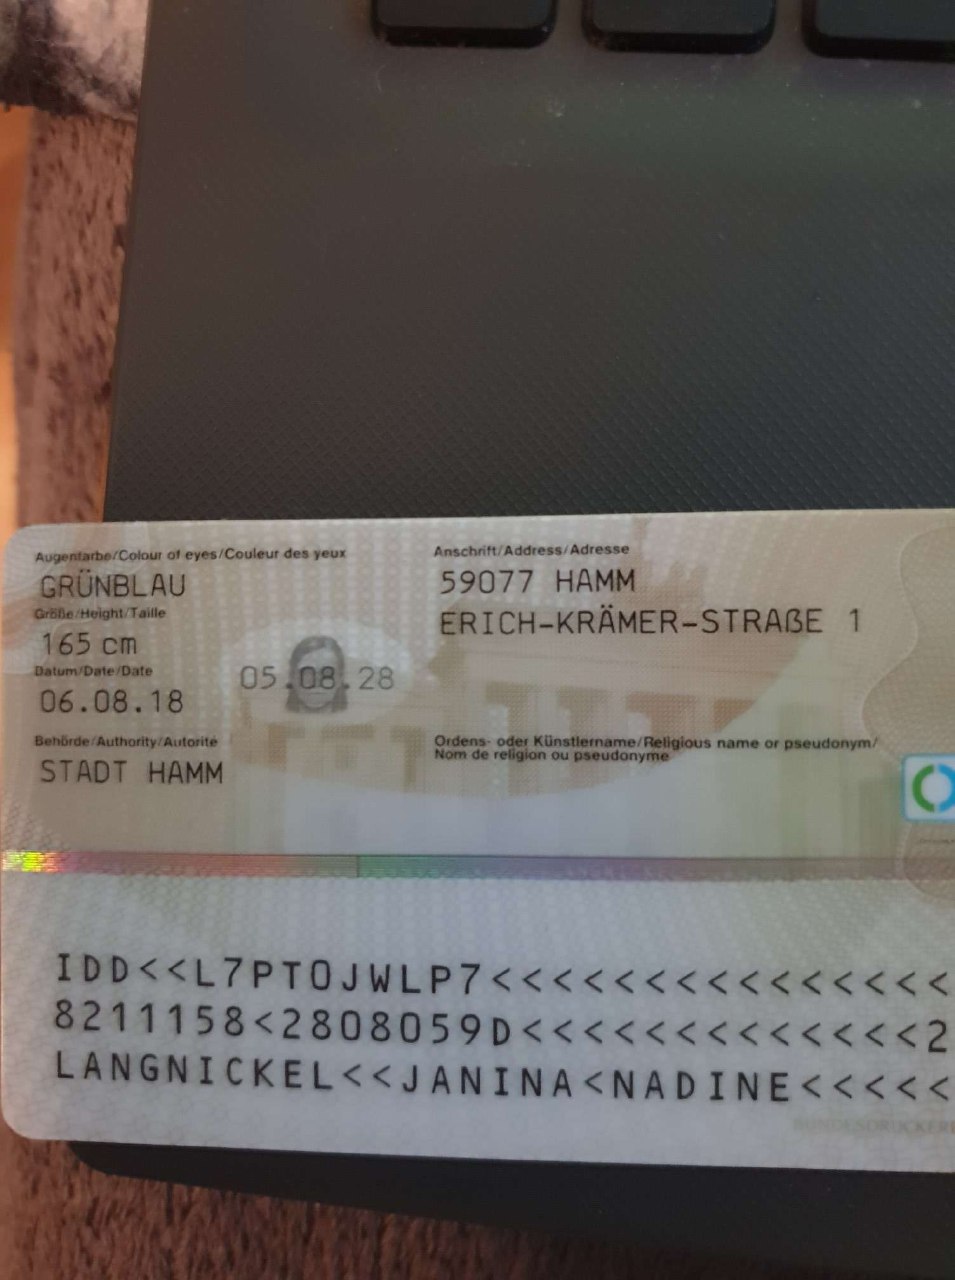 Augenfarbe/Colour of eyes/Couleur des yeux
GRÜNBLAU
Größe/Height/Taille
165 cm
Datum/Date/Date
06.08.18
05.08.28
Behörde/Authority/Autorité
STADT HAMM
Anschrift/Address/Adresse
59077 HAMM
ERICH-KRÄMER-STRAßE 1
Ordens- oder Künstlername/Religious name or pseudonym/
Nom de religion ou pseudonyme
IDD<<L7PT0JWLP7<<<<<<<<<<<<<<<
8211158<2808059D<<<<<<<<<<<<<<2
LANGNICKEL<<JANINA<NADINE<<<<<